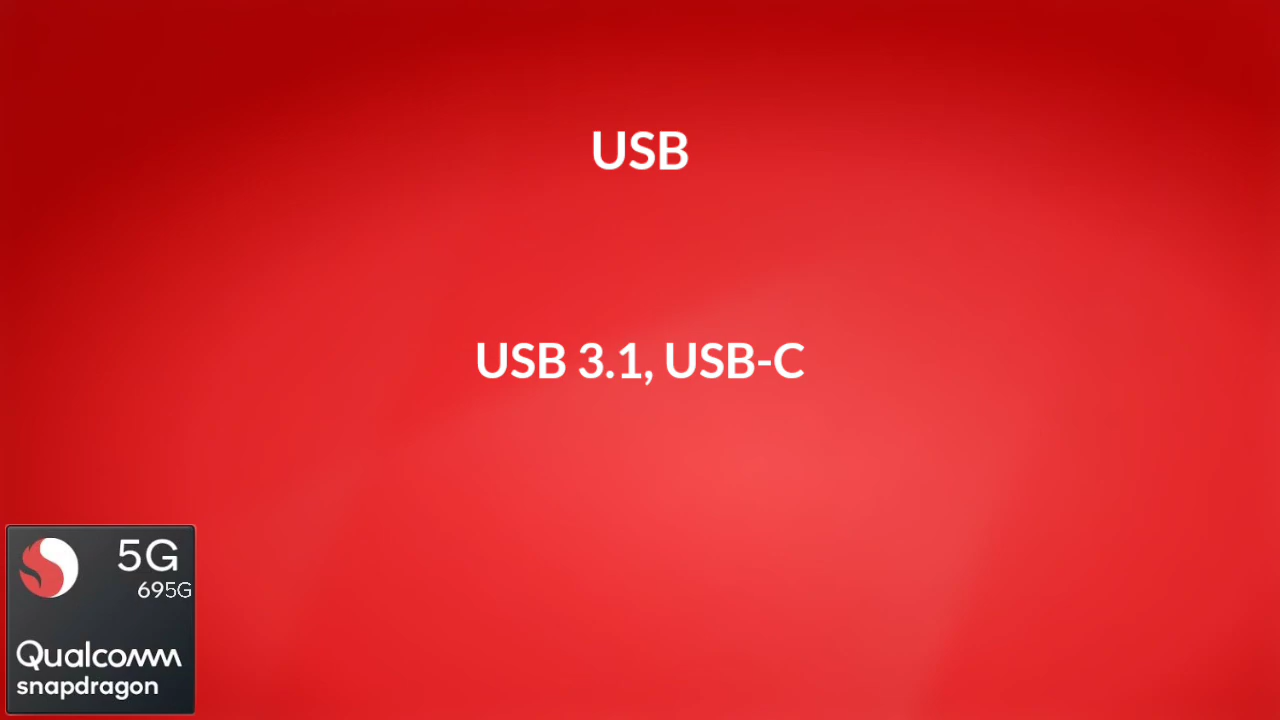 USB
USB 3.1, USB-C
5G
695G
Qualcomm
snapdragon